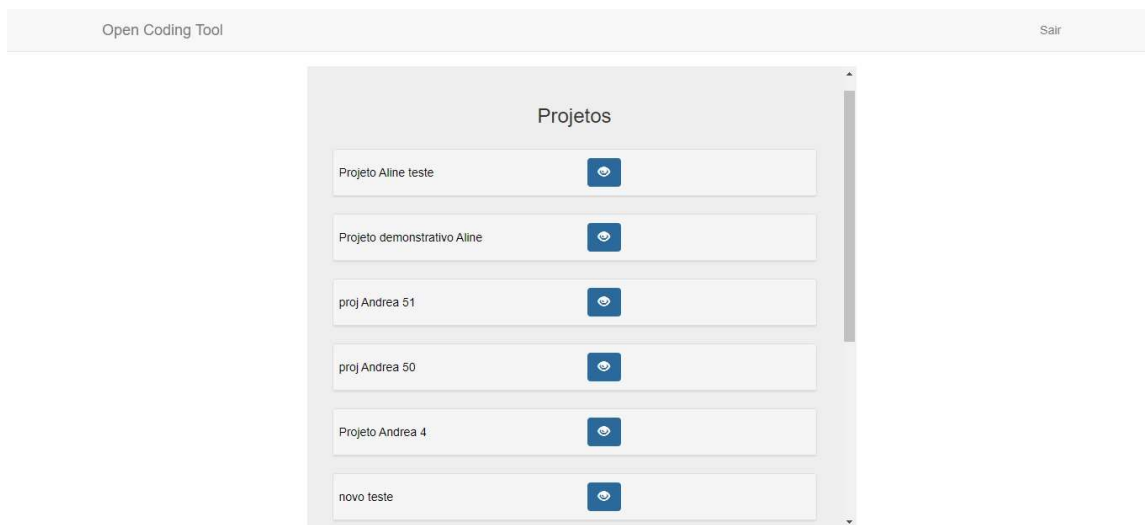 Open Coding Tool
Sair
Projetos
Projeto Aline teste
Projeto demonstrativo Aline
proj Andrea 51
proj Andrea 50
Projeto Andrea 4
novo teste